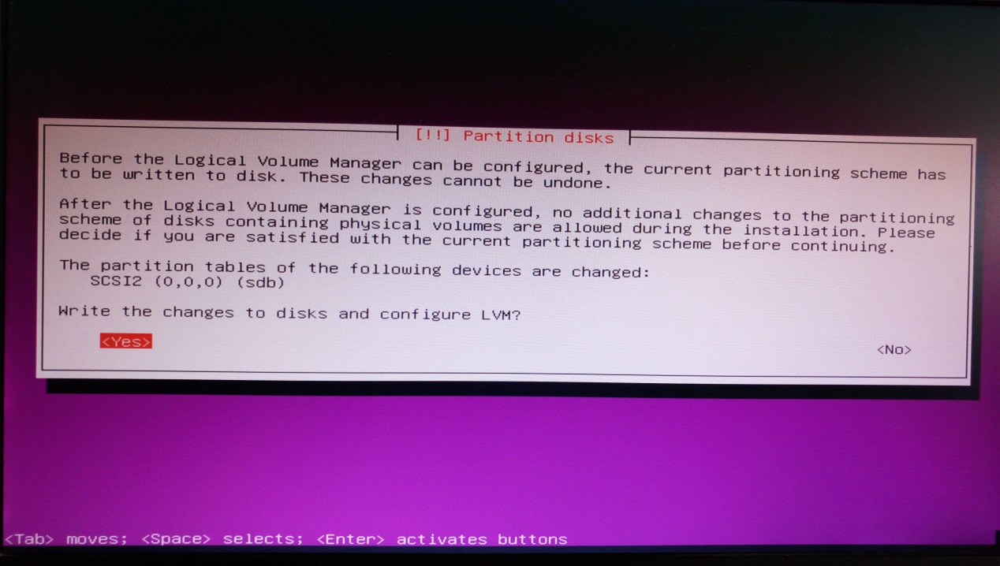 [!!] Partition disks
Before the Logical Volume Manager can be configured, the current partitioning scheme has
to be written to disk. These changes cannot be undone.
After the Logical Volume Manager is configured, no additional changes to the partitioning
scheme of disks containing physical volumes are allowed during the installation. Please
decide if you are satisfied with the current partitioning scheme before continuing.
The partition tables of the following devices are changed:
SCSI2 (0,0,0) (sdb)
Write the changes to disks and configure LVM?
<Yes> <No>
<Tab> moves; <Space> selects; <Enter> activates buttons